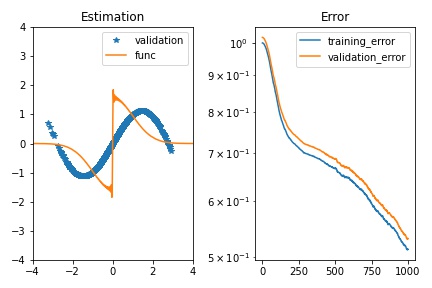 Estimation
validation
func
4
3
2
1
0
−1
−2
−3
−4
−4
−2
0
2
4
Error
training_error
validation_error
10⁰
9 × 10⁻¹
8 × 10⁻¹
7 × 10⁻¹
6 × 10⁻¹
5 × 10⁻¹
0
250
500
750
1000